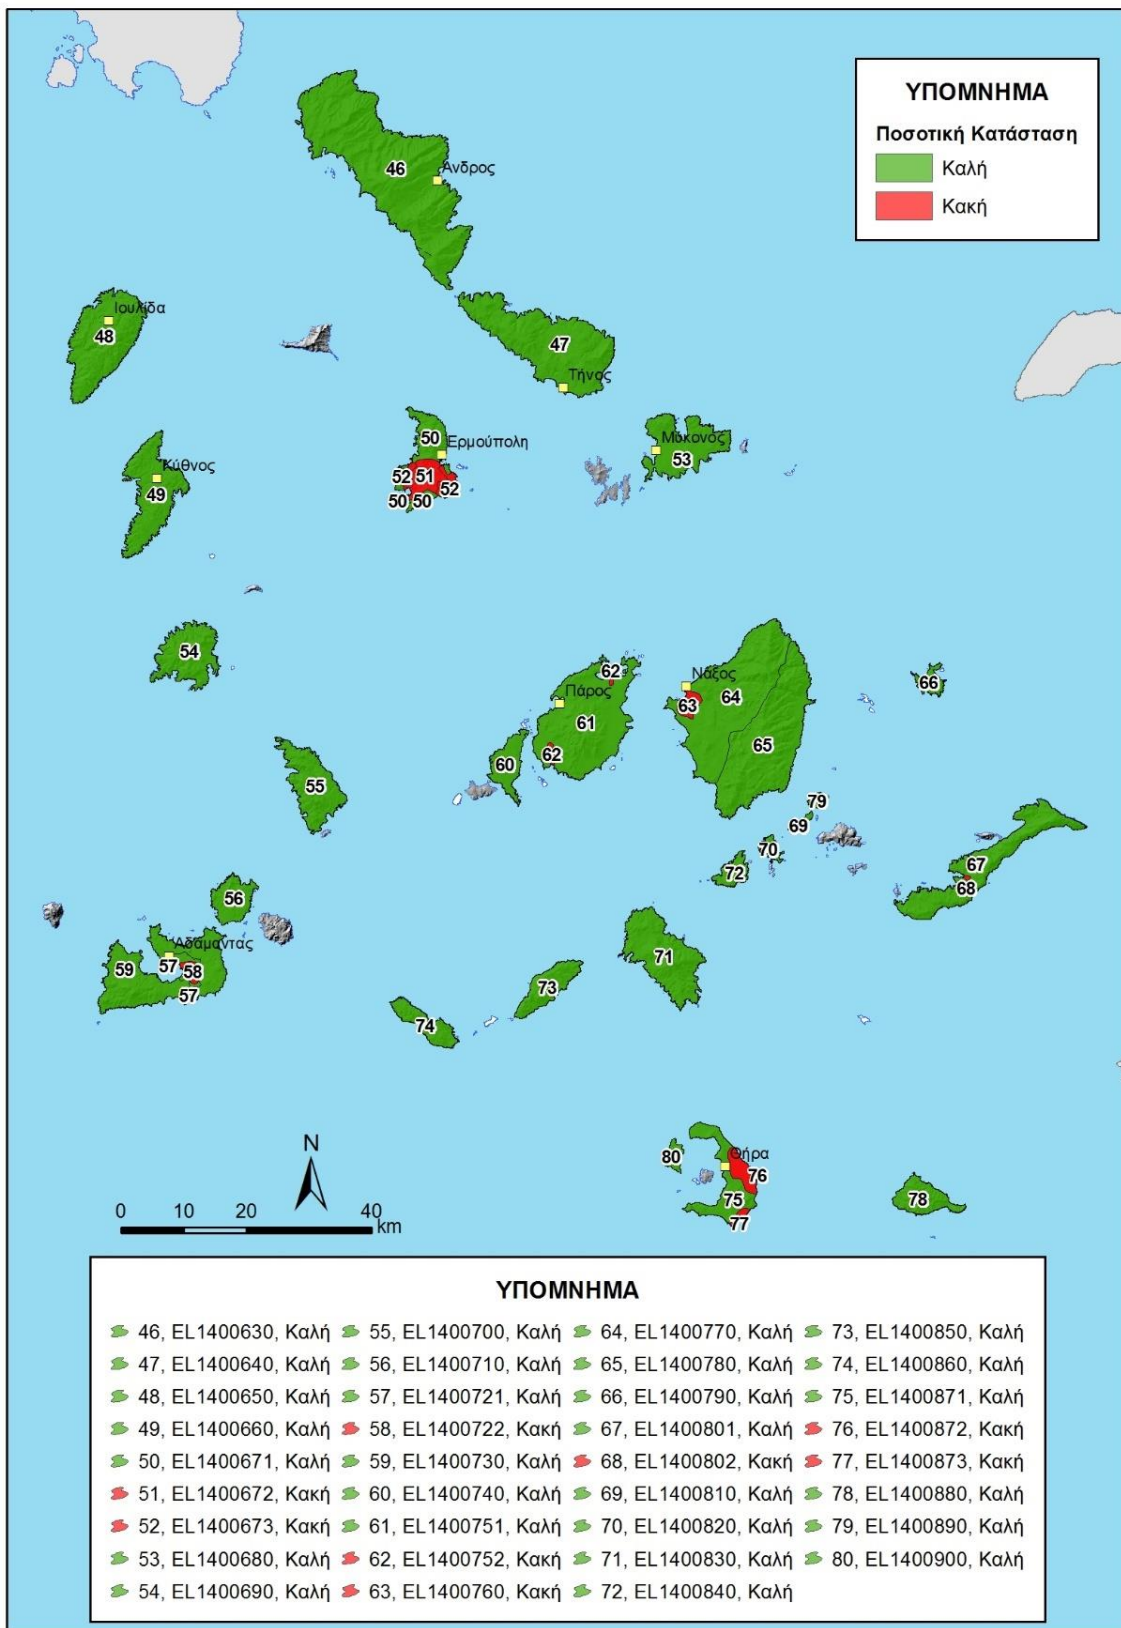 ΥΠΟΜΝΗΜΑ
Ποσοτική Κατάσταση
Καλή
Κακή
46
Άνδρος
Ιουλίδα
48
47
Τήνος
50
Ερμούπολη
52 51
52
50 50
Μύκονος
53
Κύθνος
49
54
62
Πάρος
61
62
60
Νάξος
64
63
65
66
55
79
69
70
72
67
68
56
Αδάμαντας
59
57
58
57
71
73
74
80
Θήρα
76
75
77
78
N
0 10 20 40
km
ΥΠΟΜΝΗΜΑ
46, EL1400630, Καλή 55, EL1400700, Καλή 64, EL1400770, Καλή 73, EL1400850, Καλή
47, EL1400640, Καλή 56, EL1400710, Καλή 65, EL1400780, Καλή 74, EL1400860, Καλή
48, EL1400650, Καλή 57, EL1400721, Καλή 66, EL1400790, Καλή 75, EL1400871, Καλή
49, EL1400660, Καλή 58, EL1400722, Κακή 67, EL1400801, Καλή 76, EL1400872, Κακή
50, EL1400671, Καλή 59, EL1400730, Καλή 68, EL1400802, Κακή 77, EL1400873, Κακή
51, EL1400672, Κακή 60, EL1400740, Καλή 69, EL1400810, Καλή 78, EL1400880, Καλή
52, EL1400673, Κακή 61, EL1400751, Καλή 70, EL1400820, Καλή 79, EL1400890, Καλή
53, EL1400680, Καλή 62, EL1400752, Κακή 71, EL1400830, Καλή 80, EL1400900, Καλή
54, EL1400690, Καλή 63, EL1400760, Κακή 72, EL1400840, Καλή